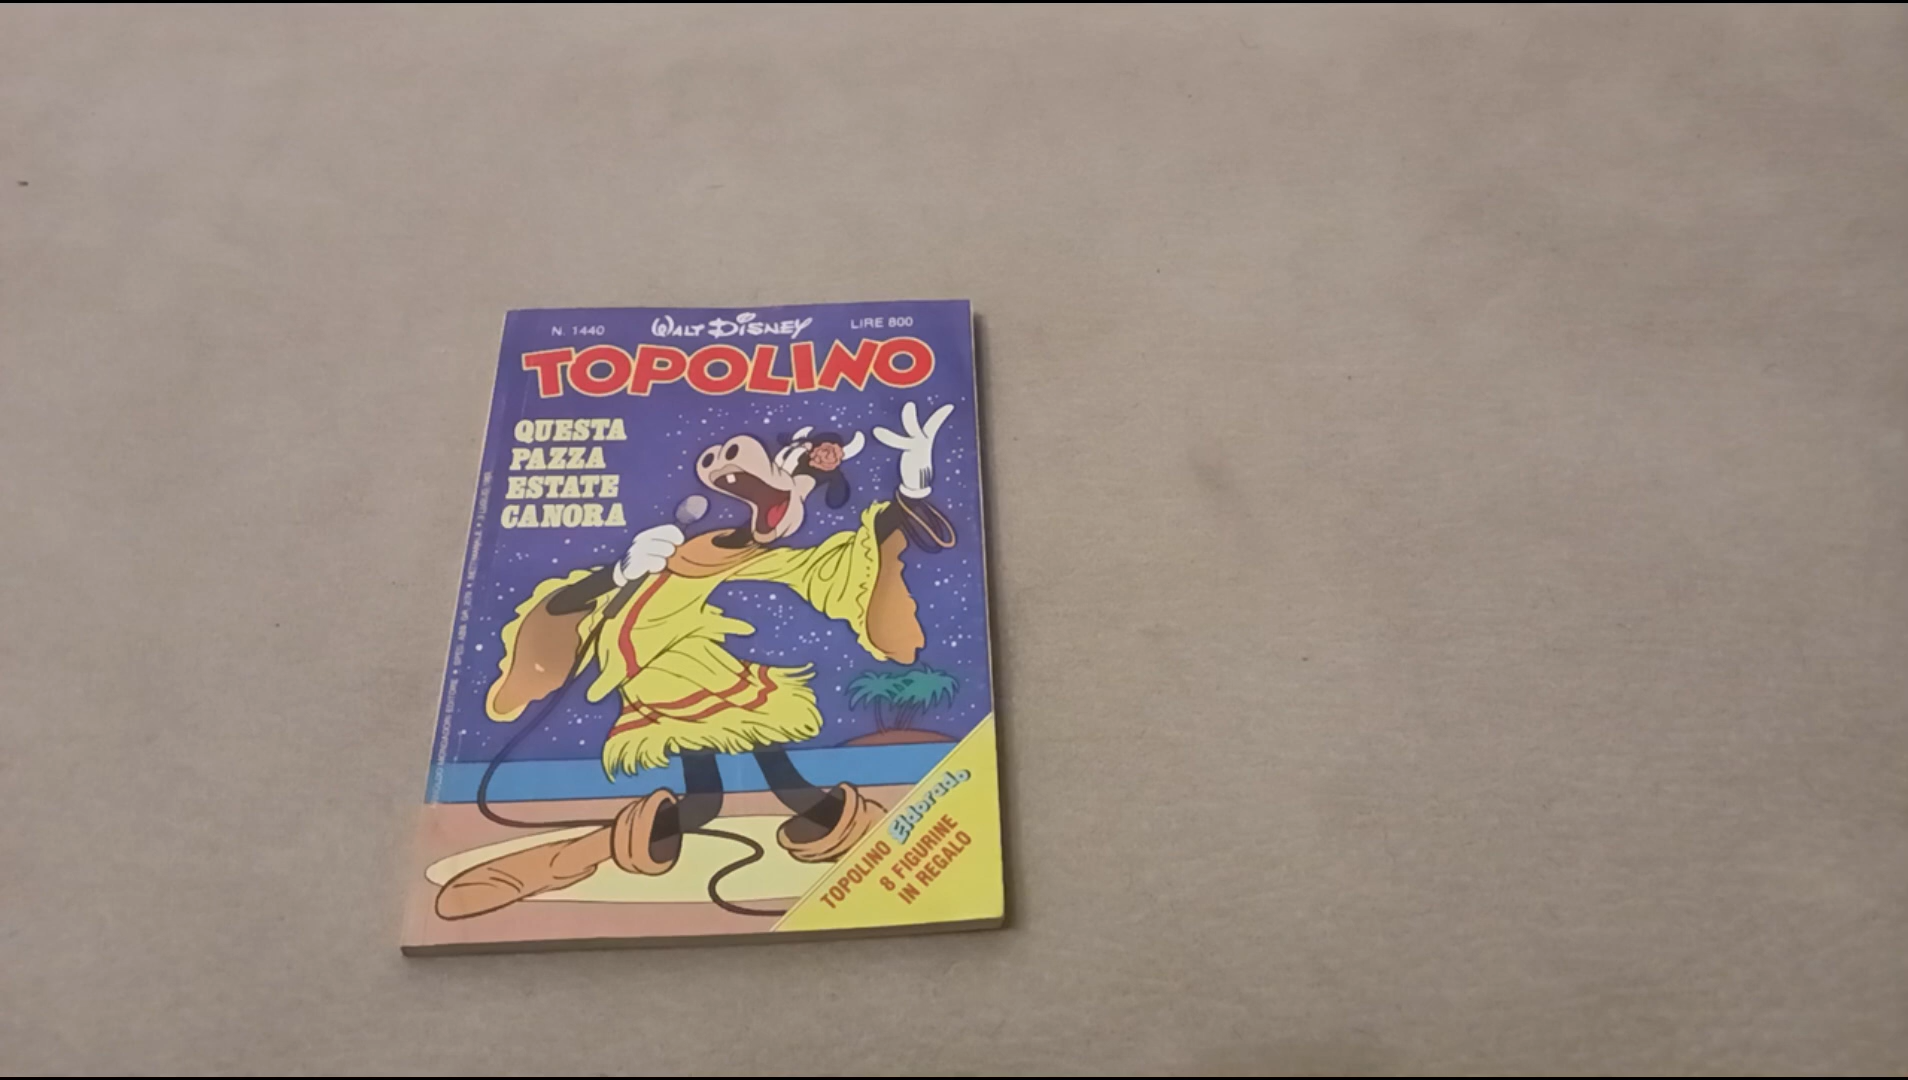 N. 1440
WALT DISNEY
LIRE 800
TOPOLINO
QUESTA
PAZZA
ESTATE
CANORA
TOPOLINO Eldorado
8 FIGURINE
IN REGALO